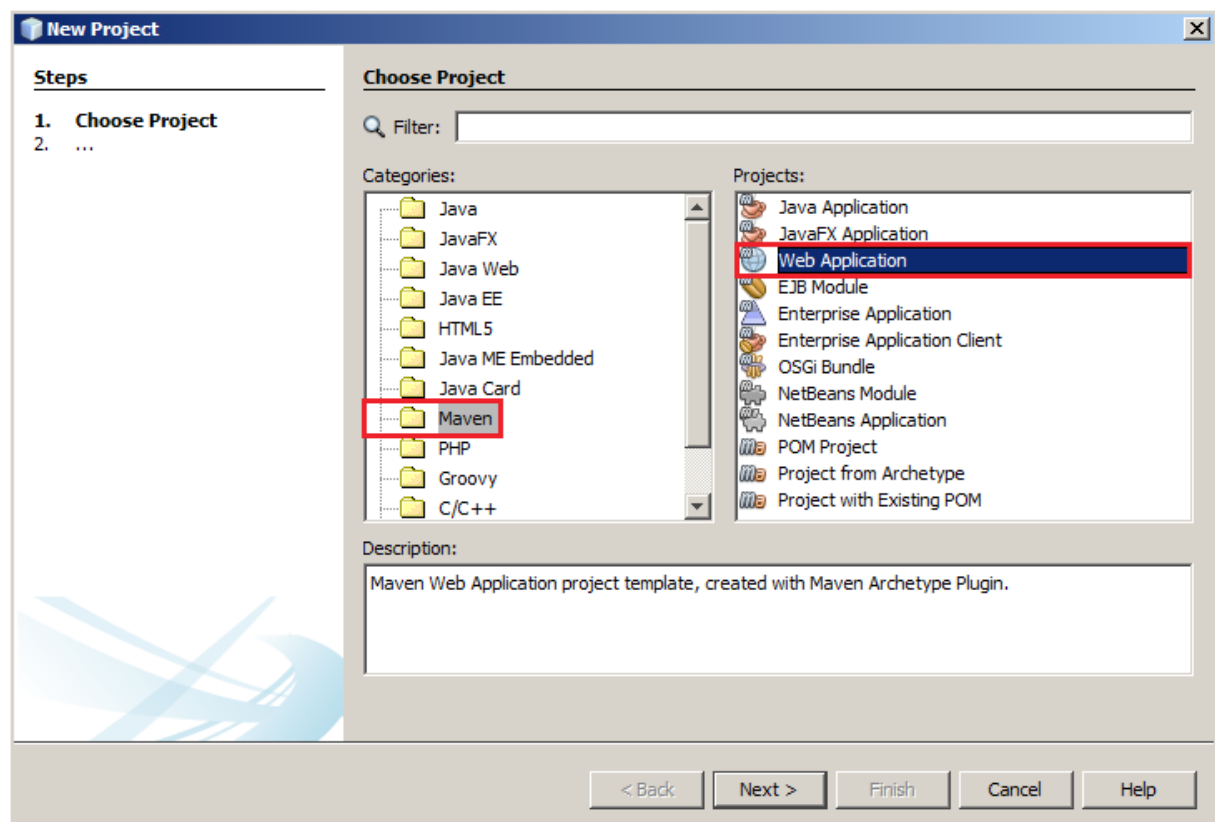 New Project
Steps
1. Choose Project
2. ...
Choose Project
Filter:
Categories:
Java
JavaFX
Java Web
Java EE
HTML5
Java ME Embedded
Java Card
Maven
PHP
Groovy
C/C++
Projects:
Java Application
JavaFX Application
Web Application
EJB Module
Enterprise Application
Enterprise Application Client
OSGi Bundle
NetBeans Module
NetBeans Application
POM Project
Project from Archetype
Project with Existing POM
Description:
Maven Web Application project template, created with Maven Archetype Plugin.
< Back
Next >
Finish
Cancel
Help